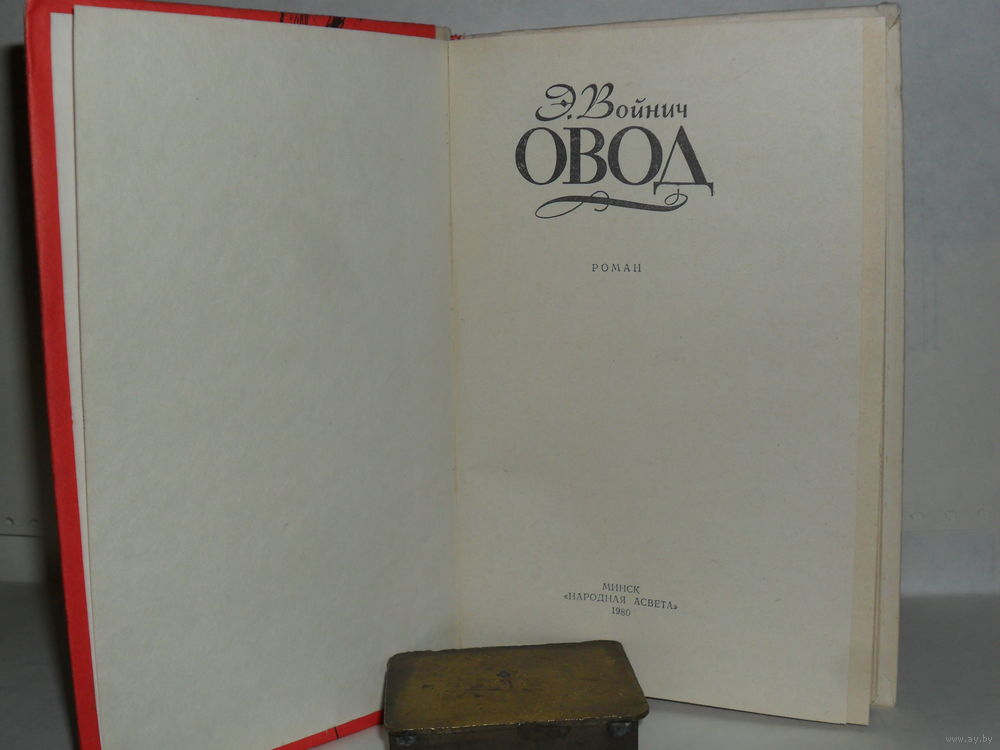 Э. Войнич
ОВОД
РОМАН
МИНСК
«НАРОДНАЯ АСВЕТА»
1980
www.ay.by